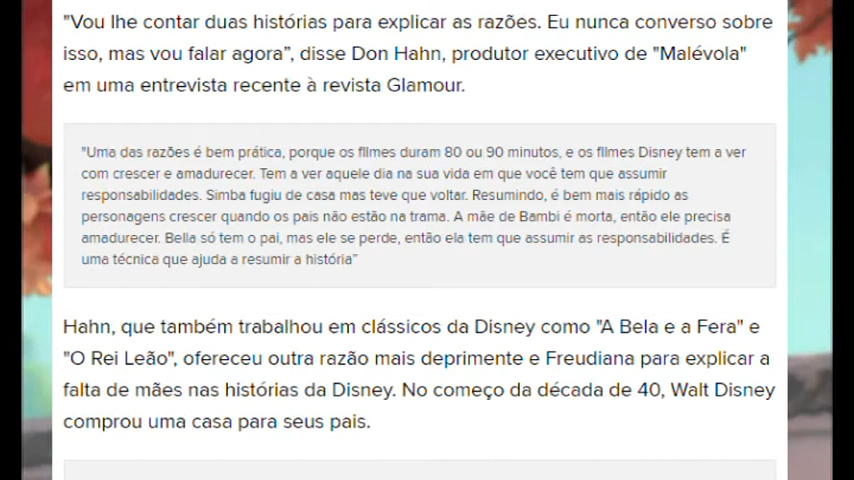 "Vou lhe contar duas histórias para explicar as razões. Eu nunca converso sobre
isso, mas vou falar agora”, disse Don Hahn, produtor executivo de "Malévola"
em uma entrevista recente à revista Glamour.
"Uma das razões é bem prática, porque os filmes duram 80 ou 90 minutos, e os filmes Disney tem a ver
com crescer e amadurecer. Tem a ver aquele dia na sua vida em que você tem que assumir
responsabilidades. Simba fugiu de casa mas teve que voltar. Resumindo, é bem mais rápido as
personagens crescer quando os pais não estão na trama. A mãe de Bambi é morta, então ele precisa
amadurecer. Bella só tem o pai, mas ele se perde, então ela tem que assumir as responsabilidades. É
uma técnica que ajuda a resumir a história”
Hahn, que também trabalhou em clássicos da Disney como "A Bela e a Fera" e
"O Rei Leão", ofereceu outra razão mais deprimente e Freudiana para explicar a
falta de mães nas histórias da Disney. No começo da década de 40, Walt Disney
comprou uma casa para seus pais.